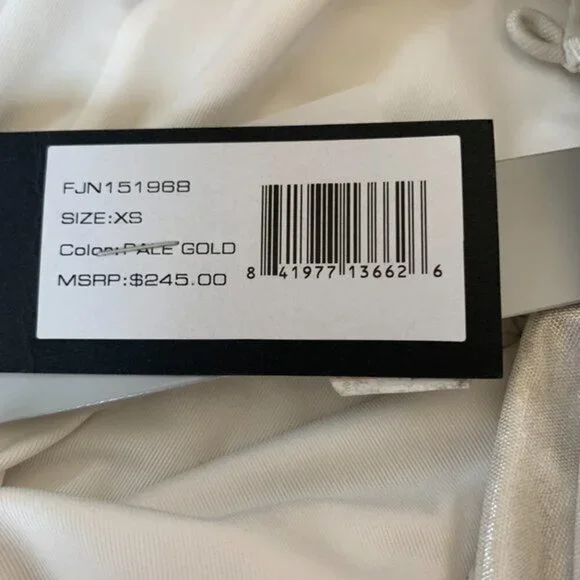 FJN151968
SIZE:XS
Color:PALE GOLD
MSRP:$245.00
8 41977 13662 6